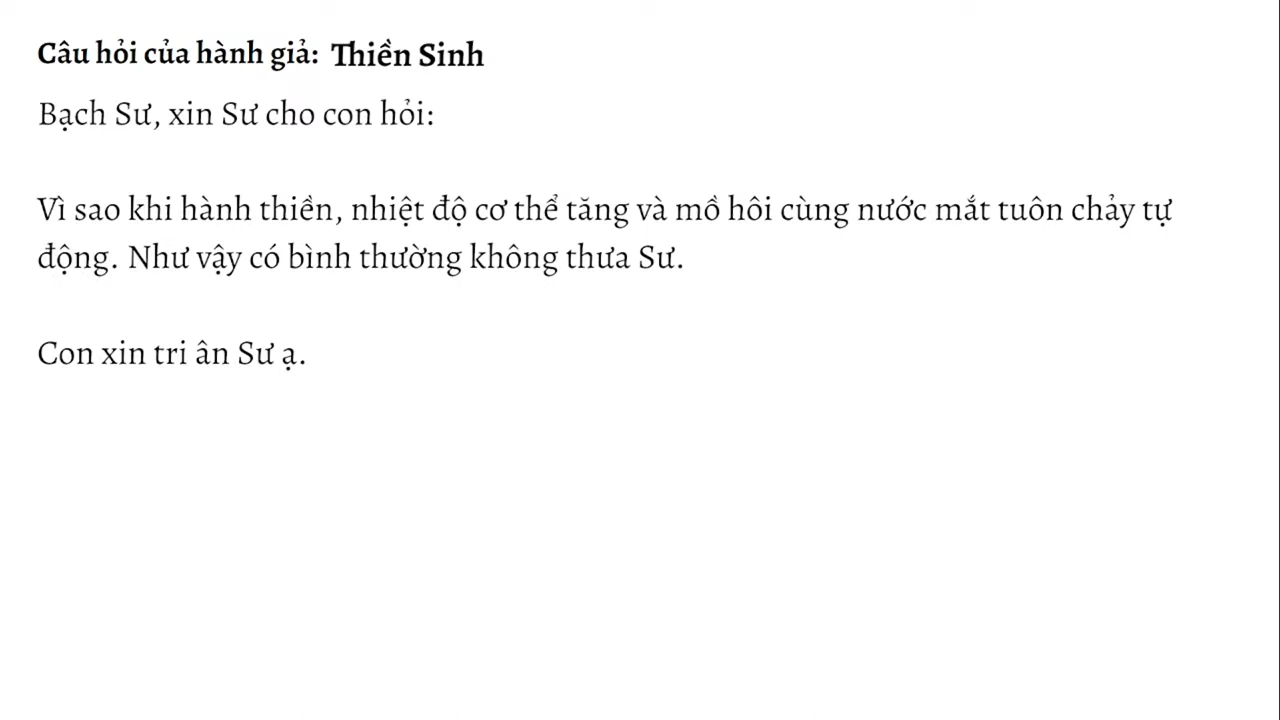 Câu hỏi của hành giả: Thiền Sinh
Bạch Sư, xin Sư cho con hỏi:
Vì sao khi hành thiền, nhiệt độ cơ thể tăng và mồ hôi cùng nước mắt tuôn chảy tự
động. Như vậy có bình thường không thưa Sư.
Con xin tri ân Sư ạ.